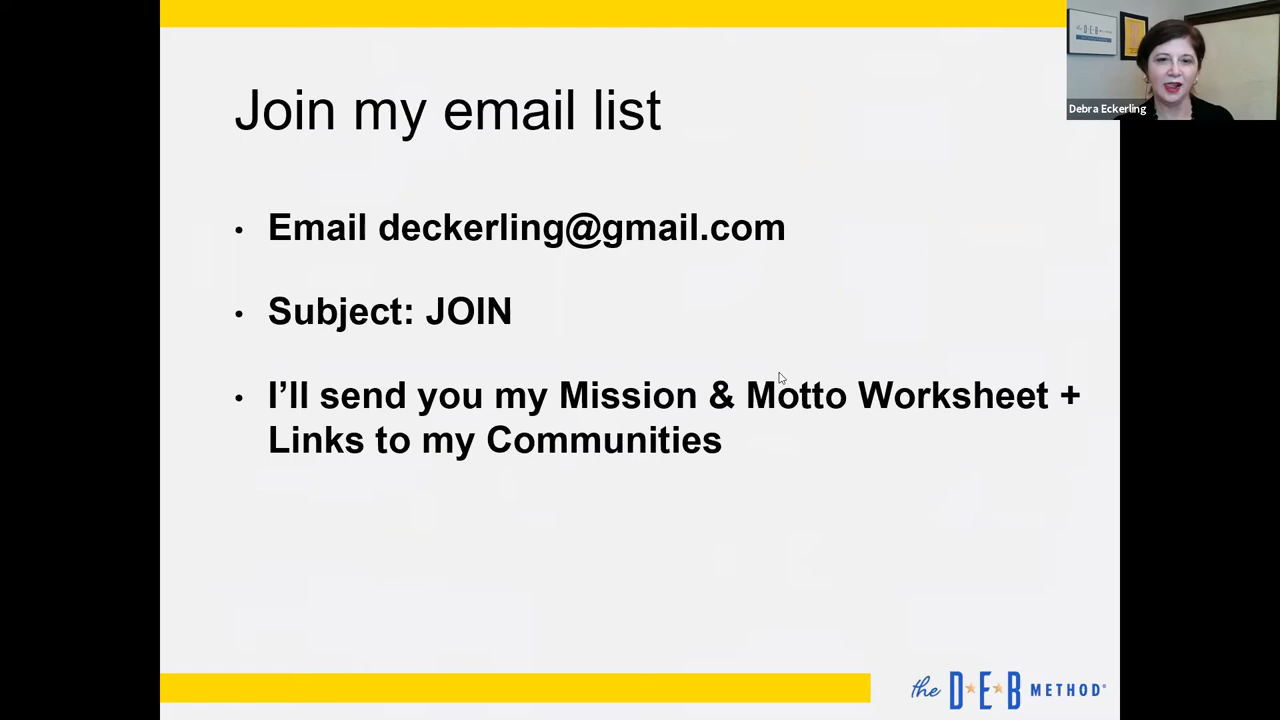 Join my email list
• Email deckerling@gmail.com
• Subject: JOIN
• I’ll send you my Mission & Motto Worksheet +
Links to my Communities
the D★E★B METHOD®
DEB
Debra Eckerling